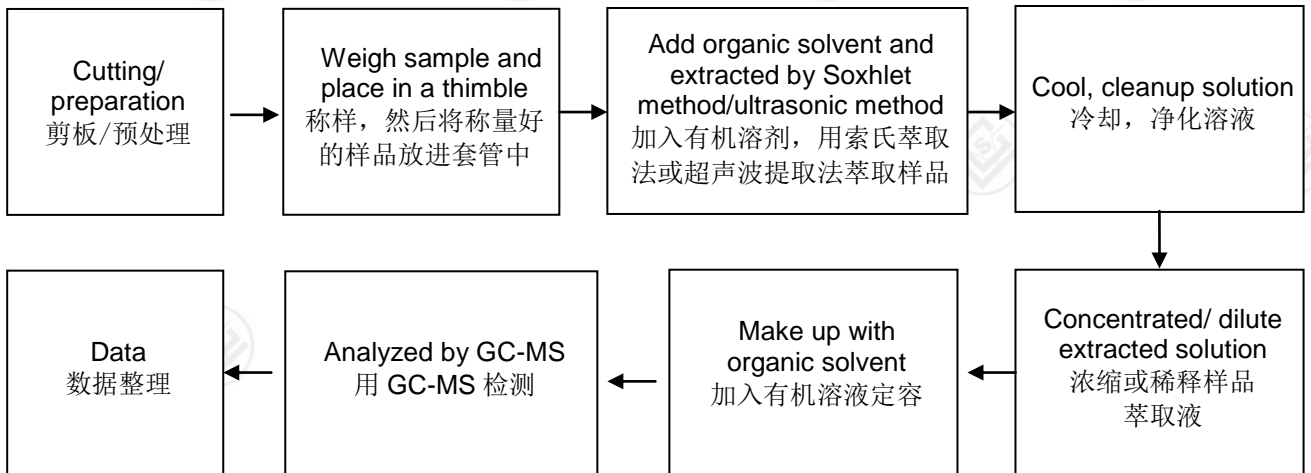 Cutting/
preparation
剪板/预处理
Weigh sample and
place in a thimble
称样，然后将称量好
的样品放进套管中
Add organic solvent and
extracted by Soxhlet
method/ultrasonic method
加入有机溶剂，用索氏萃取
法或超声波提取法萃取样品
Cool, cleanup solution
冷却，净化溶液
Concentrated/ dilute
extracted solution
浓缩或稀释样品
萃取液
Make up with
organic solvent
加入有机溶液定容
Analyzed by GC-MS
用 GC-MS 检测
Data
数据整理